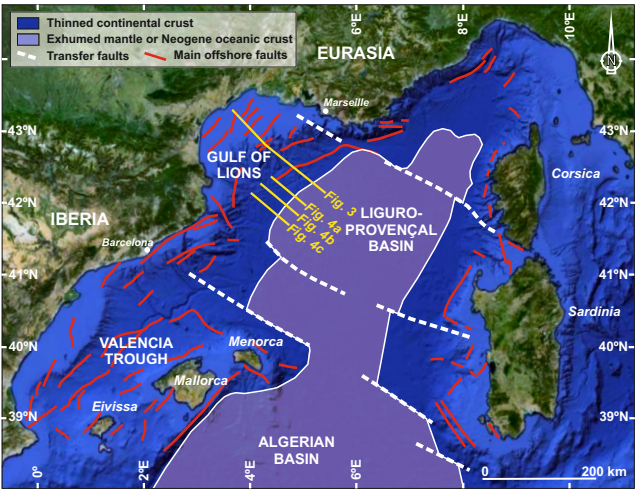 Thinned continental crust
Exhumed mantle or Neogene oceanic crust
Transfer faults
Main offshore faults
6°E
8°E
10°E
EURASIA
N
Marseille
43°N
43°N
GULF OF
LIONS
Corsica
42°N
42°N
Fig. 3
Fig. 4a
Fig. 4b
Fig. 4c
LIGURO-
PROVENÇAL
BASIN
IBERIA
Barcelona
41°N
41°N
Sardinia
VALENCIA
TROUGH
Menorca
40°N
40°N
Mallorca
Eivissa
39°N
39°N
ALGERIAN
BASIN
0°
2°E
4°E
6°E
8°E
0
200 km